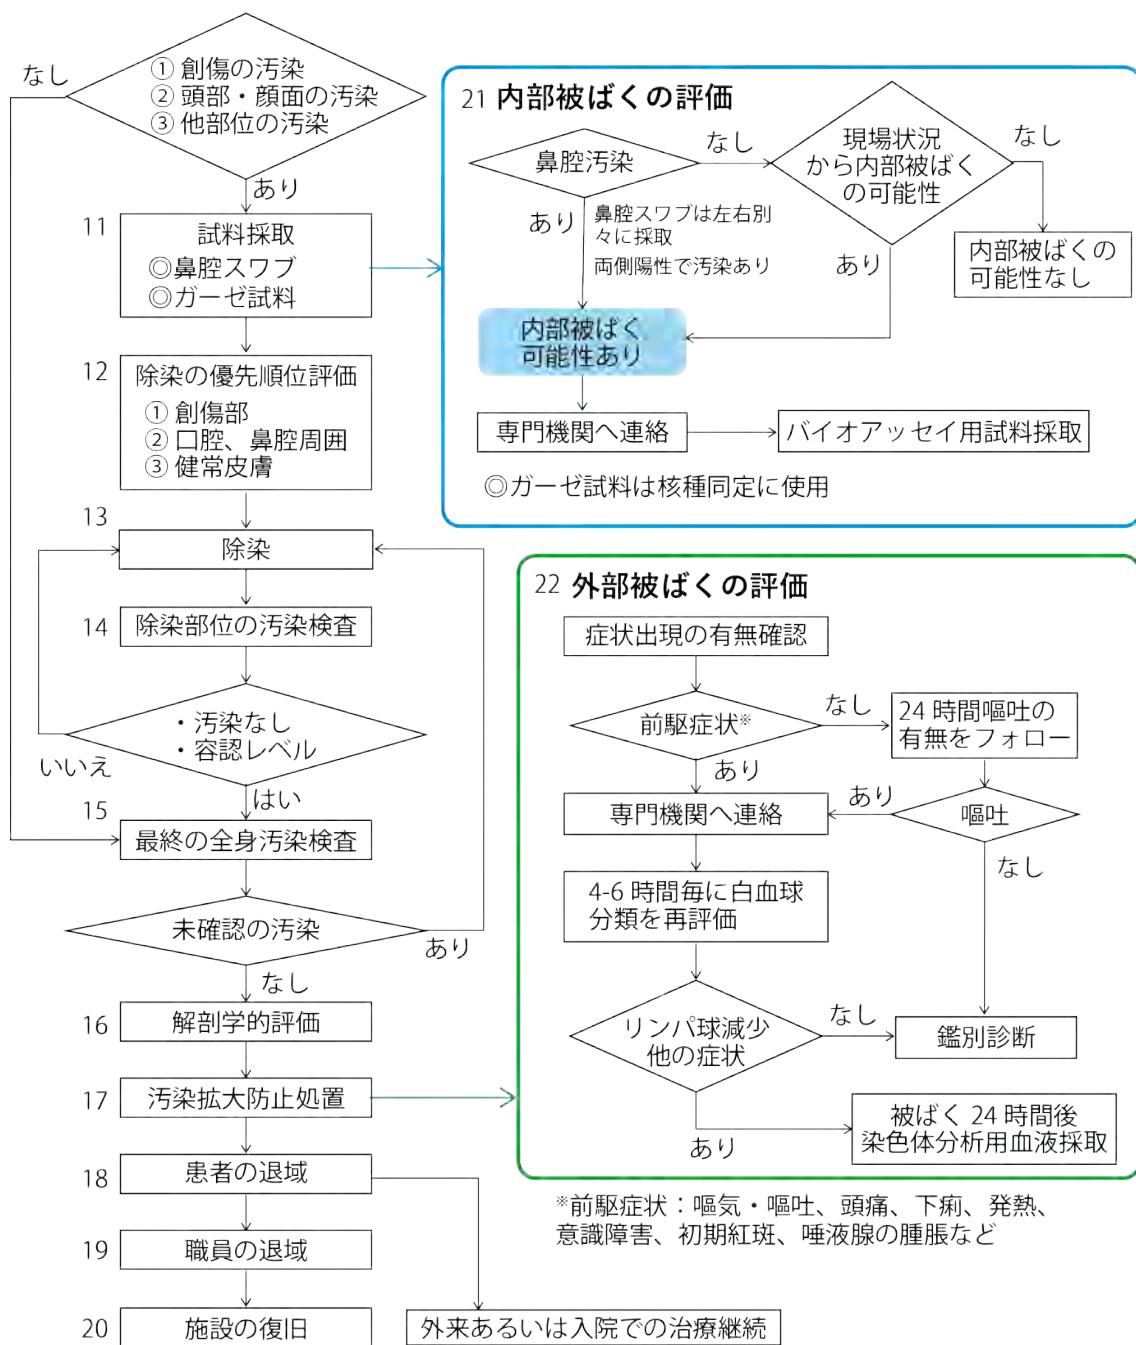 ① 創傷の汚染
② 頭部・顔面の汚染
③ 他部位の汚染
なし
あり
11
試料採取
◎鼻腔スワブ
◎ガーゼ試料
12
除染の優先順位評価
① 創傷部
② 口腔、鼻腔周囲
③ 健常皮膚
13
除染
14
除染部位の汚染検査
・汚染なし
・容認レベル
いいえ
はい
15
最終の全身汚染検査
未確認の汚染
あり
なし
16
解剖学的評価
17
汚染拡大防止処置
18
患者の退域
19
職員の退域
20
施設の復旧
外来あるいは入院での治療継続
21 内部被ばくの評価
鼻腔汚染
なし
現場状況
から内部被ばく
の可能性
なし
あり
鼻腔スワブは左右別
々に採取
両側陽性で汚染あり
あり
内部被ばくの
可能性なし
内部被ばく
可能性あり
専門機関へ連絡
バイオアッセイ用試料採取
◎ガーゼ試料は核種同定に使用
22 外部被ばくの評価
症状出現の有無確認
前駆症状※
なし
24 時間嘔吐の
有無をフォロー
あり
専門機関へ連絡
あり
嘔吐
なし
4-6 時間毎に白血球
分類を再評価
リンパ球減少
他の症状
なし
鑑別診断
あり
被ばく 24 時間後
染色体分析用血液採取
※前駆症状：嘔気・嘔吐、頭痛、下痢、発熱、
意識障害、初期紅斑、唾液腺の腫脹など